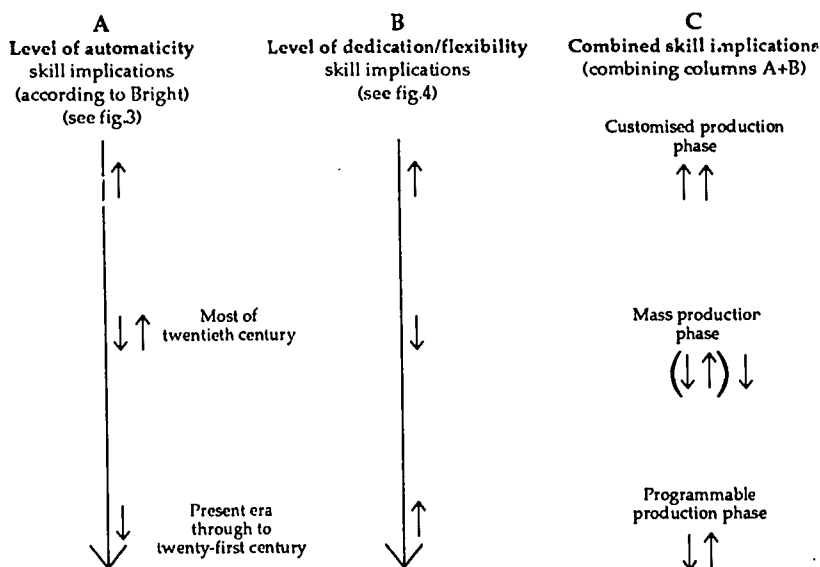 A
Level of automaticity
skill implications
(according to Bright)
(see fig.3)
B
Level of dedication/flexibility
skill implications
(see fig.4)
C
Combined skill implications
(combining columns A+B)
Customised production
phase
Most of
twentieth century
Mass production
phase
Present era
through to
twenty-first century
Programmable
production phase